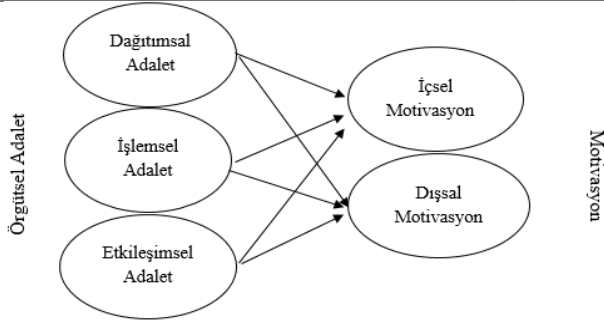 Örgütsel Adalet
Dağıtımsal
Adalet
İşlemsel
Adalet
Etkileşimsel
Adalet
İçsel
Motivasyon
Dışsal
Motivasyon
Motivasyon